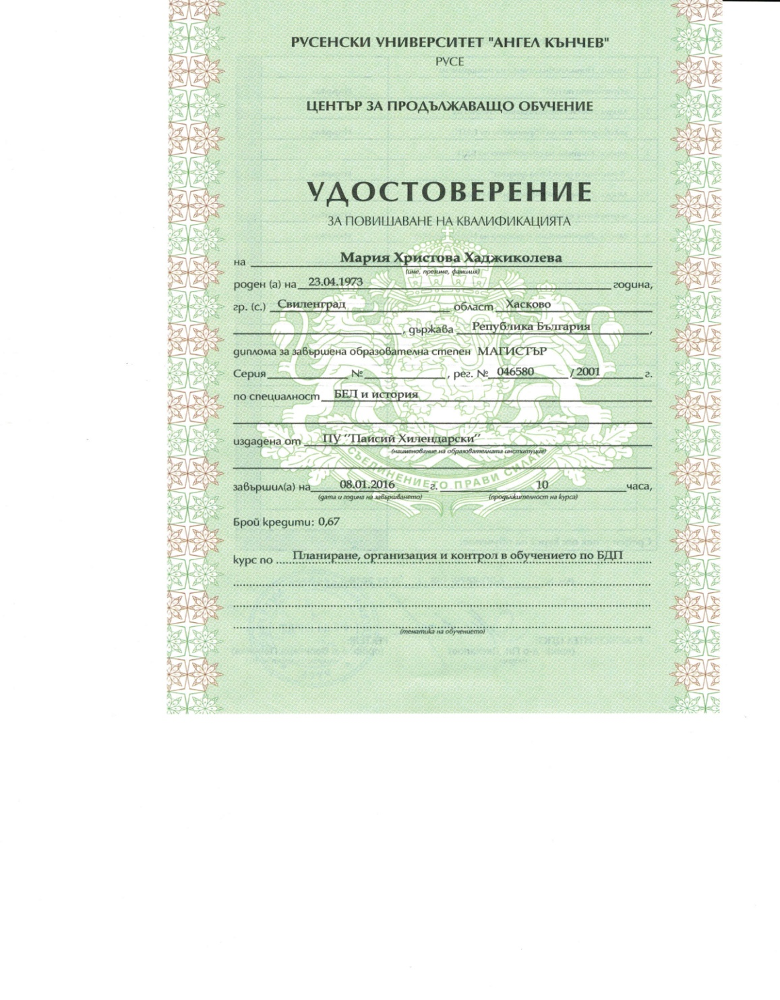 РУСЕНСКИ УНИВЕРСИТЕТ "АНГЕЛ КЪНЧЕВ"
РУСЕ
ЦЕНТЪР ЗА ПРОДЪЛЖАВАЩО ОБУЧЕНИЕ
УДОСТОВЕРЕНИЕ
ЗА ПОВИШАВАНЕ НА КВАЛИФИКАЦИЯТА
на Мария Христова Хаджиколева
(име, презиме, фамилия)
роден (а) на 23.04.1973 година,
гр. (с.) Свиленград област Хасково
, държава Република България ,
диплома за завършена образователна степен МАГИСТЪР
Серия № , рег. № 046580 / 2001 г.
по специалност БЕЛ и история
издадена от ПУ ″Паисий Хилендарски″
(наименование на образователната институция)
СЪЕДИНЕНИЕТО ПРАВИ СИЛАТА
завършил(а) на 08.01.2016 г. 10 часа,
(дата и година на завършването) (продължителност на курса)
Брой кредити: 0,67
курс по Планиране, организация и контрол в обучението по БДП
(тематика на обучението)